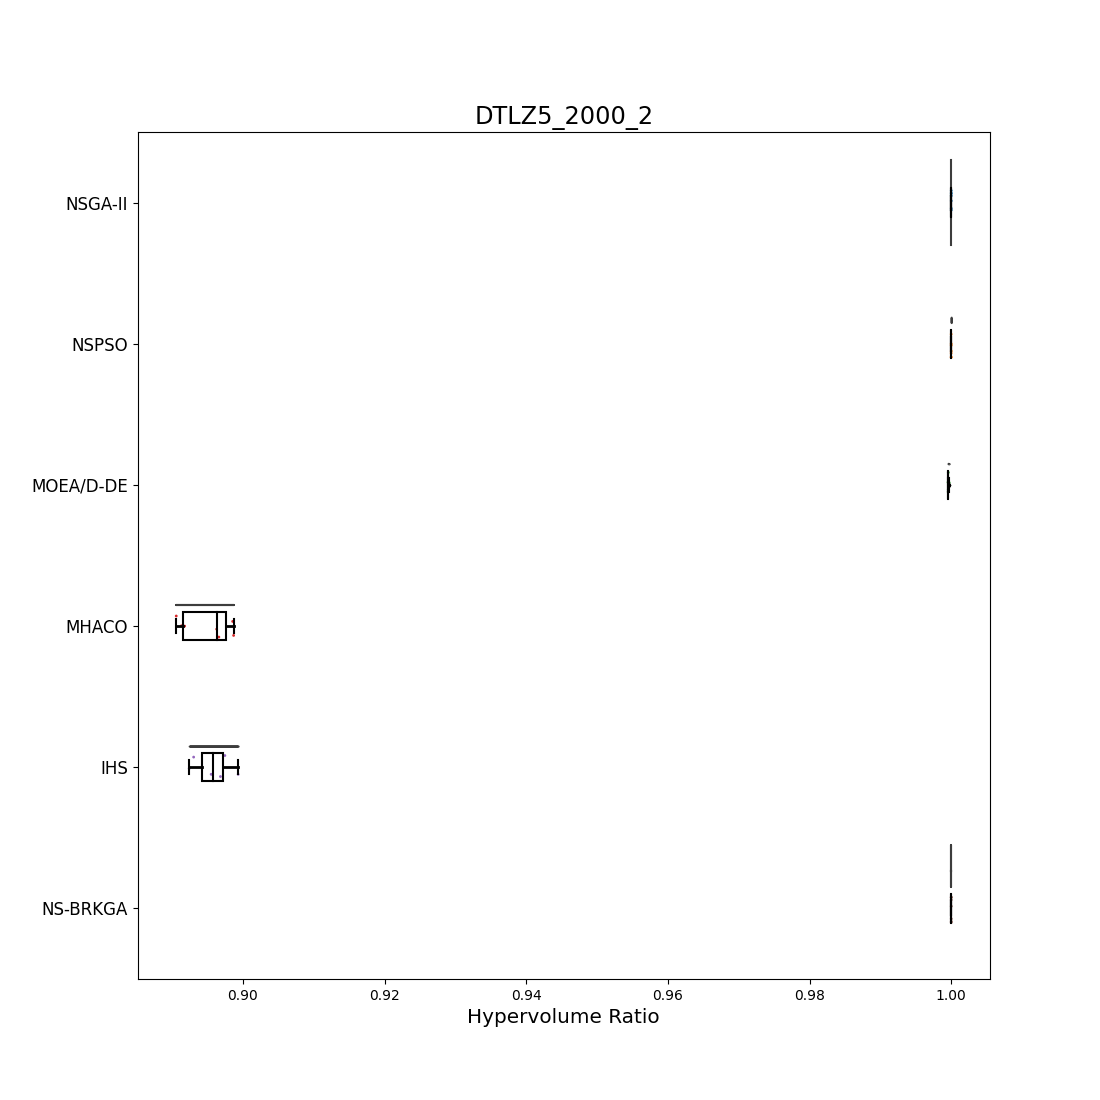 DTLZ5_2000_2
NSGA-II
NSPSO
MOEA/D-DE
MHACO
IHS
NS-BRKGA
0.90 0.92 0.94 0.96 0.98 1.00
Hypervolume Ratio